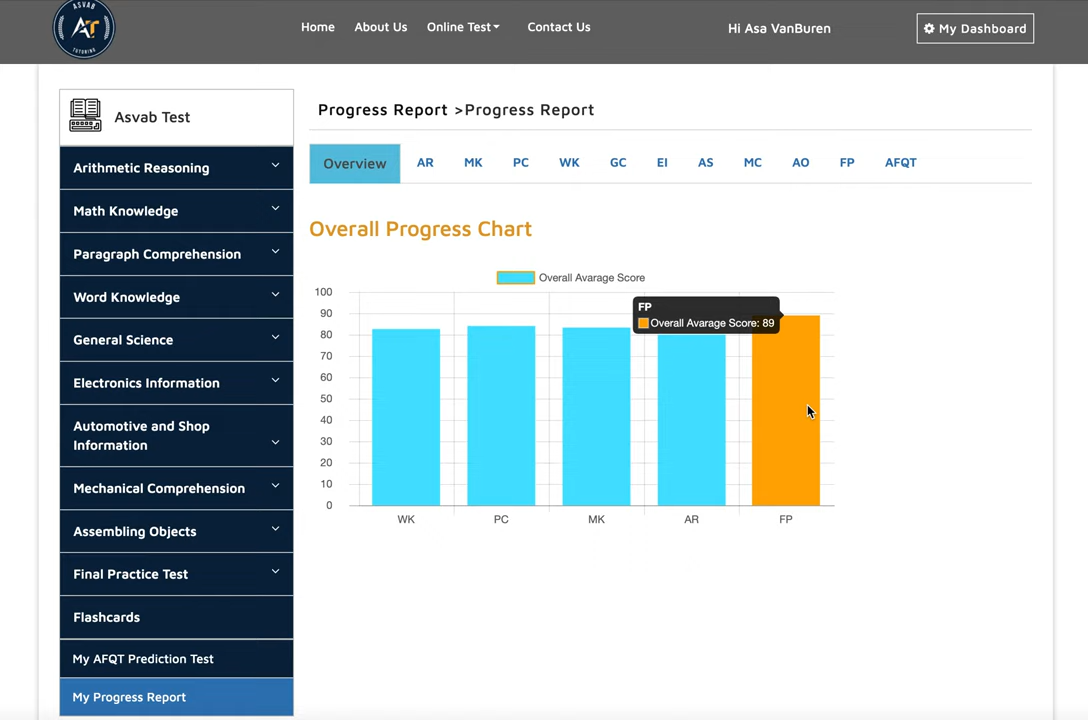 ASVAB
AT
TUTORING
Home
About Us
Online Test
Contact Us
Hi Asa VanBuren
My Dashboard
Asvab Test
Arithmetic Reasoning
Math Knowledge
Paragraph Comprehension
Word Knowledge
General Science
Electronics Information
Automotive and Shop
Information
Mechanical Comprehension
Assembling Objects
Final Practice Test
Flashcards
My AFQT Prediction Test
My Progress Report
Progress Report >Progress Report
Overview
AR
MK
PC
WK
GC
EI
AS
MC
AO
FP
AFQT
Overall Progress Chart
Overall Avarage Score
100
90
80
70
60
50
40
30
20
10
0
FP
Overall Avarage Score: 89
WK
PC
MK
AR
FP